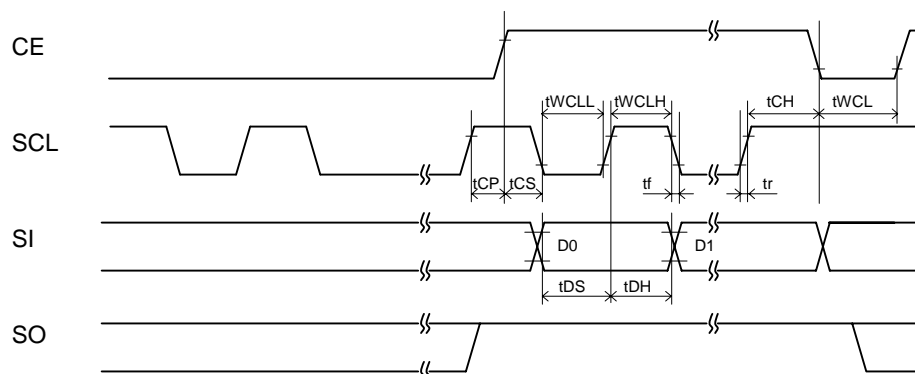 CE
tWCLL tWCLH tCH tWCL
SCL
tCP tCS tf tr
SI
D0 D1
tDS tDH
SO